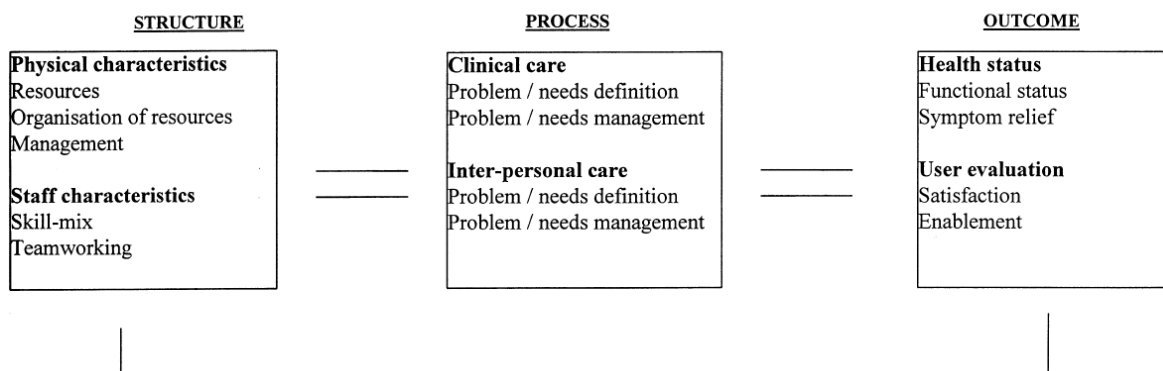 STRUCTURE
Physical characteristics
Resources
Organisation of resources
Management
Staff characteristics
Skill-mix
Teamworking
PROCESS
Clinical care
Problem / needs definition
Problem / needs management
Inter-personal care
Problem / needs definition
Problem / needs management
OUTCOME
Health status
Functional status
Symptom relief
User evaluation
Satisfaction
Enablement